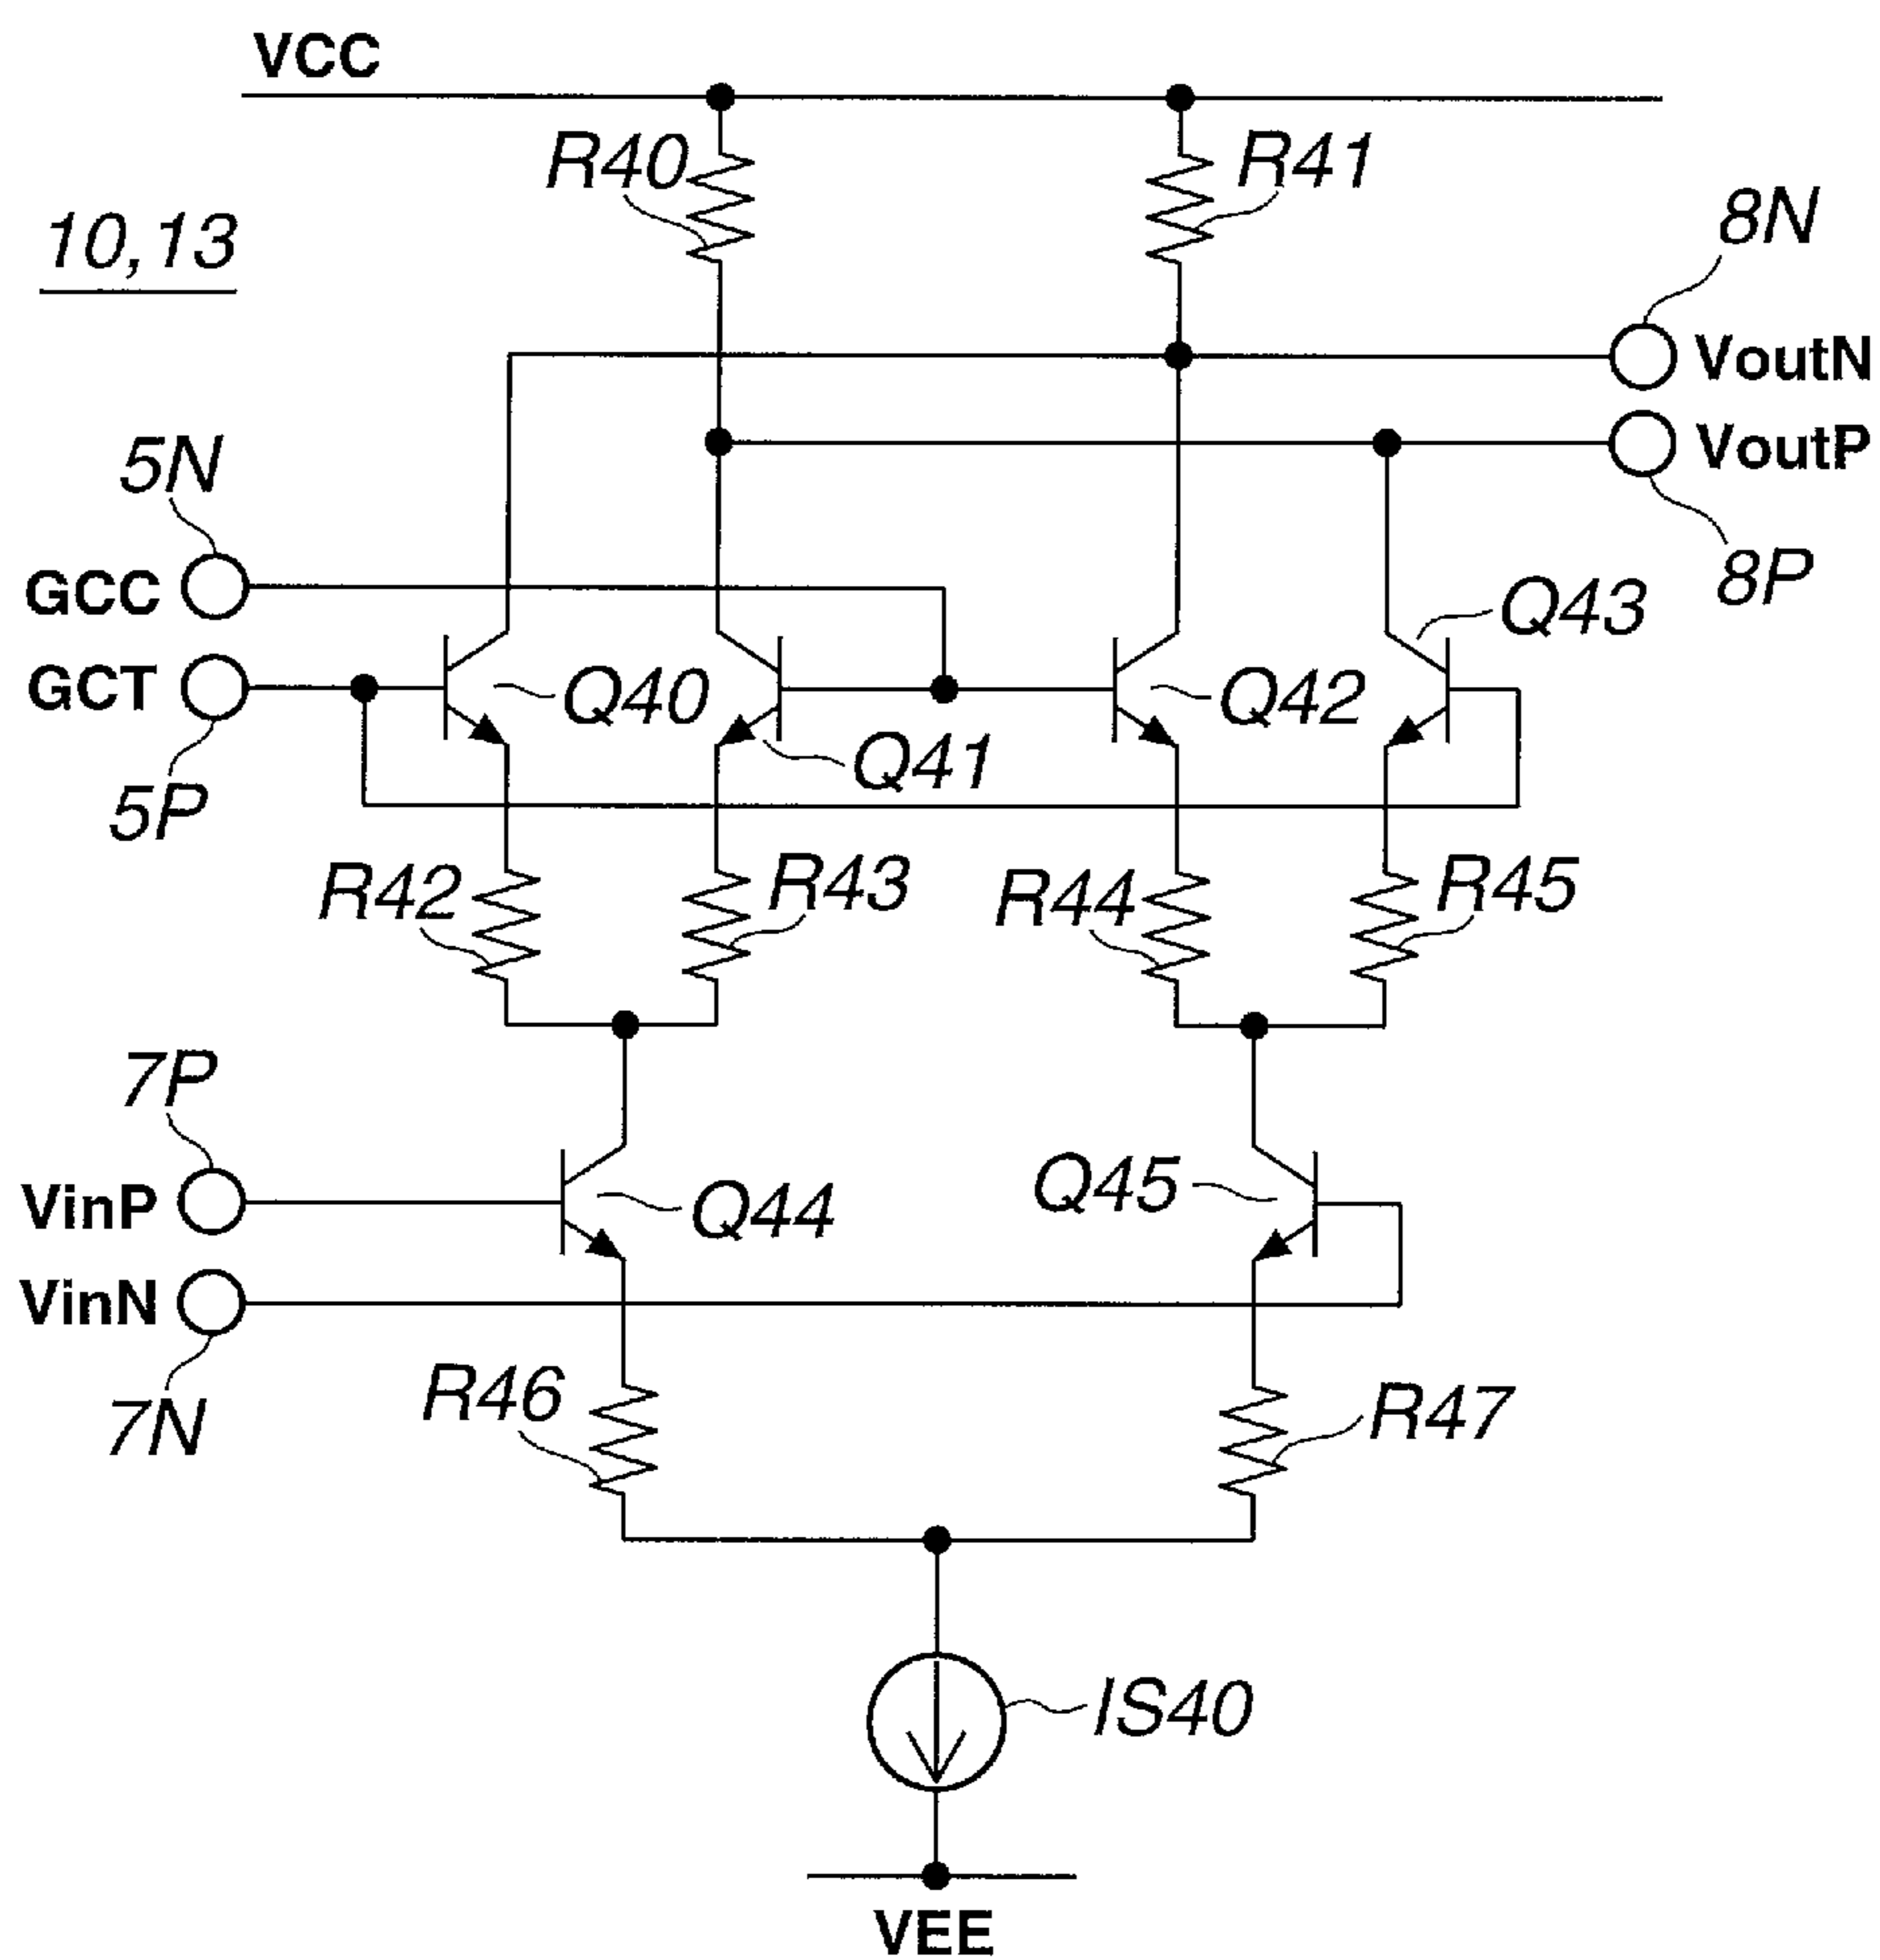 VCC
R40
R41
10,13
8N
VoutN
VoutP
8P
5N
GCC
GCT
5P
Q43
Q40
Q42
Q41
R42
R43
R44
R45
7P
VinP
VinN
7N
Q44
Q45
R46
R47
IS40
VEE